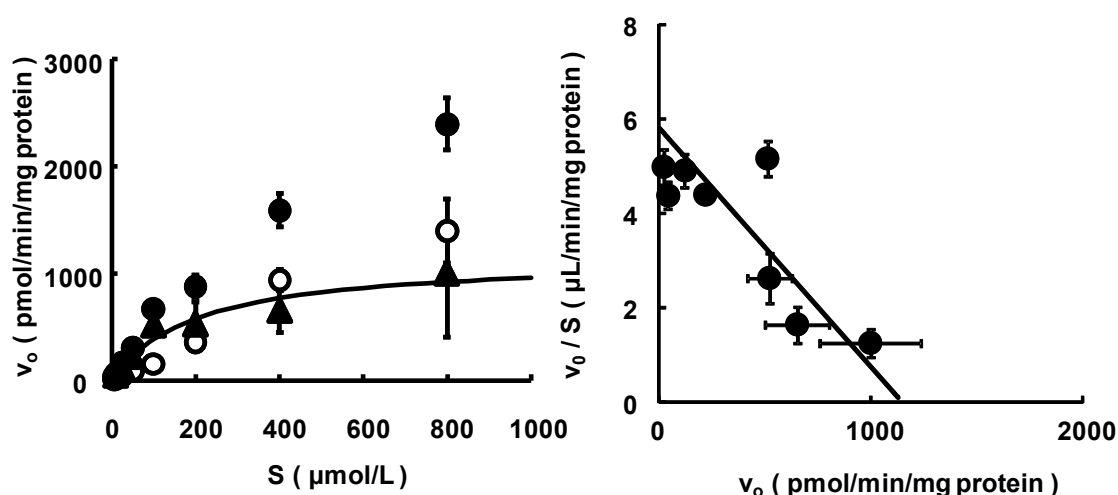 3000
2000
1000
0
v₀ ( pmol/min/mg protein)
0 200 400 600 800 1000
S ( μmol/L)
8
6
4
2
0
v₀ / S ( μL/min/mg protein)
0 1000 2000
v₀ ( pmol/min/mg protein)